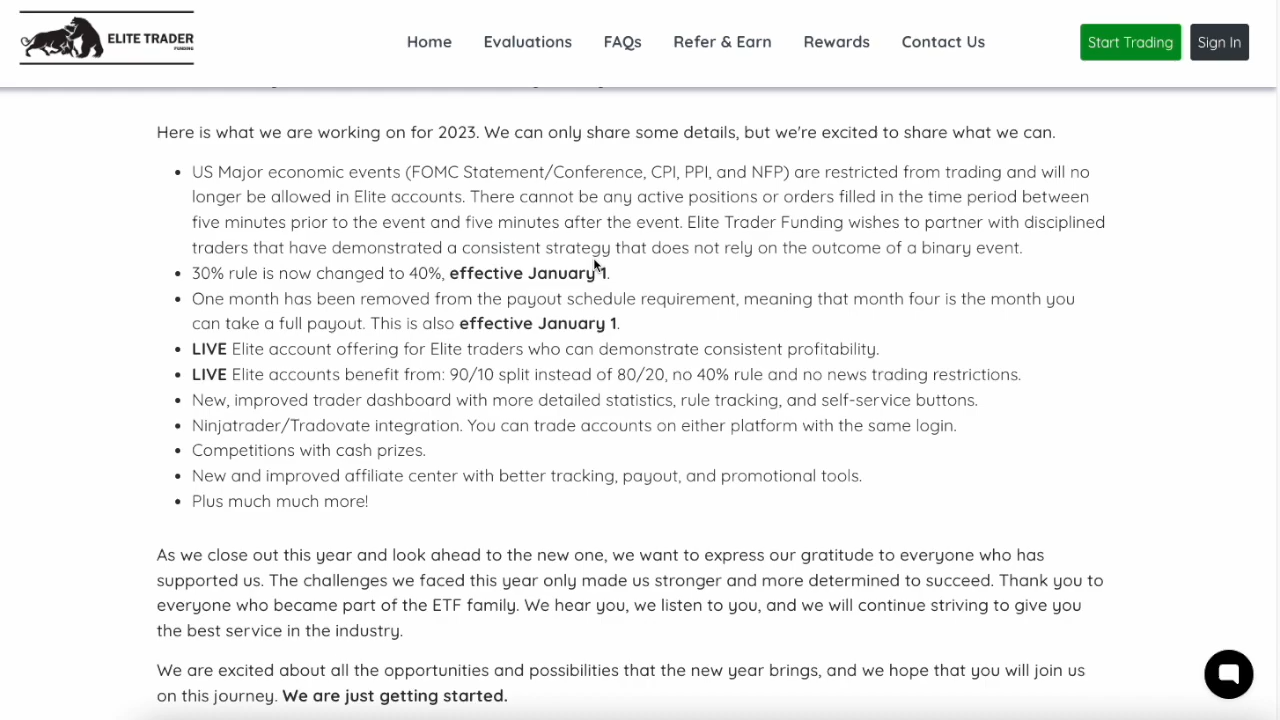 ELITE TRADER
FUNDING
Home
Evaluations
FAQs
Refer & Earn
Rewards
Contact Us
Start Trading
Sign In
Here is what we are working on for 2023. We can only share some details, but we're excited to share what we can.
• US Major economic events (FOMC Statement/Conference, CPI, PPI, and NFP) are restricted from trading and will no
longer be allowed in Elite accounts. There cannot be any active positions or orders filled in the time period between
five minutes prior to the event and five minutes after the event. Elite Trader Funding wishes to partner with disciplined
traders that have demonstrated a consistent strategy that does not rely on the outcome of a binary event.
• 30% rule is now changed to 40%, effective January 1.
• One month has been removed from the payout schedule requirement, meaning that month four is the month you
can take a full payout. This is also effective January 1.
• LIVE Elite account offering for Elite traders who can demonstrate consistent profitability.
• LIVE Elite accounts benefit from: 90/10 split instead of 80/20, no 40% rule and no news trading restrictions.
• New, improved trader dashboard with more detailed statistics, rule tracking, and self-service buttons.
• Ninjatrader/Tradovate integration. You can trade accounts on either platform with the same login.
• Competitions with cash prizes.
• New and improved affiliate center with better tracking, payout, and promotional tools.
• Plus much much more!
As we close out this year and look ahead to the new one, we want to express our gratitude to everyone who has
supported us. The challenges we faced this year only made us stronger and more determined to succeed. Thank you to
everyone who became part of the ETF family. We hear you, we listen to you, and we will continue striving to give you
the best service in the industry.
We are excited about all the opportunities and possibilities that the new year brings, and we hope that you will join us
on this journey. We are just getting started.